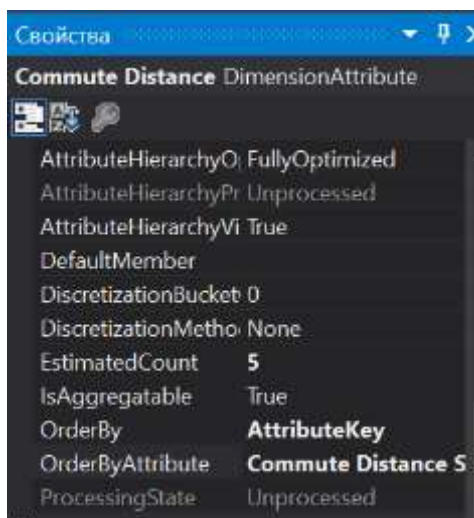 Свойства
Commute Distance DimensionAttribute
AttributeHierarchyO FullyOptimized
AttributeHierarchyPr Unprocessed
AttributeHierarchyVi True
DefaultMember
DiscretizationBucket 0
DiscretizationMetho None
EstimatedCount 5
IsAggregatable True
OrderBy AttributeKey
OrderByAttribute Commute Distance S
ProcessingState Unprocessed